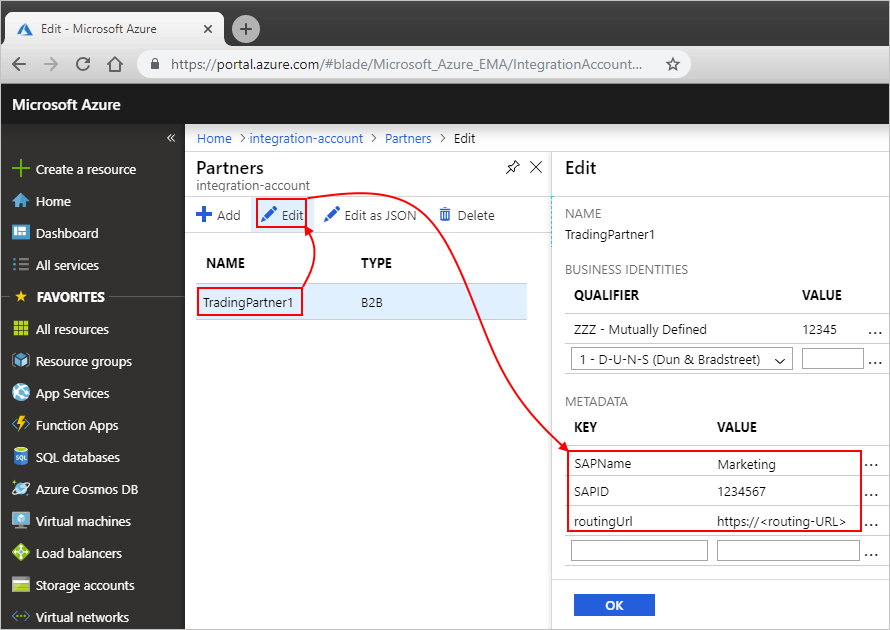 Edit - Microsoft Azure
https://portal.azure.com/#blade/Microsoft_Azure_EMA/IntegrationAccount...
Microsoft Azure
«
Create a resource
Home
Dashboard
All services
FAVORITES
All resources
Resource groups
App Services
Function Apps
SQL databases
Azure Cosmos DB
Virtual machines
Load balancers
Storage accounts
Virtual networks
Home > integration-account > Partners > Edit
Partners
integration-account
Add Edit Edit as JSON Delete
NAME TYPE
TradingPartner1 B2B
Edit
NAME
TradingPartner1
BUSINESS IDENTITIES
QUALIFIER VALUE
ZZZ - Mutually Defined 12345 ...
1 - D-U-N-S (Dun & Bradstreet) ...
METADATA
KEY VALUE
SAPName Marketing ...
SAPID 1234567 ...
routingUrl https://<routing-URL> ...
...
OK